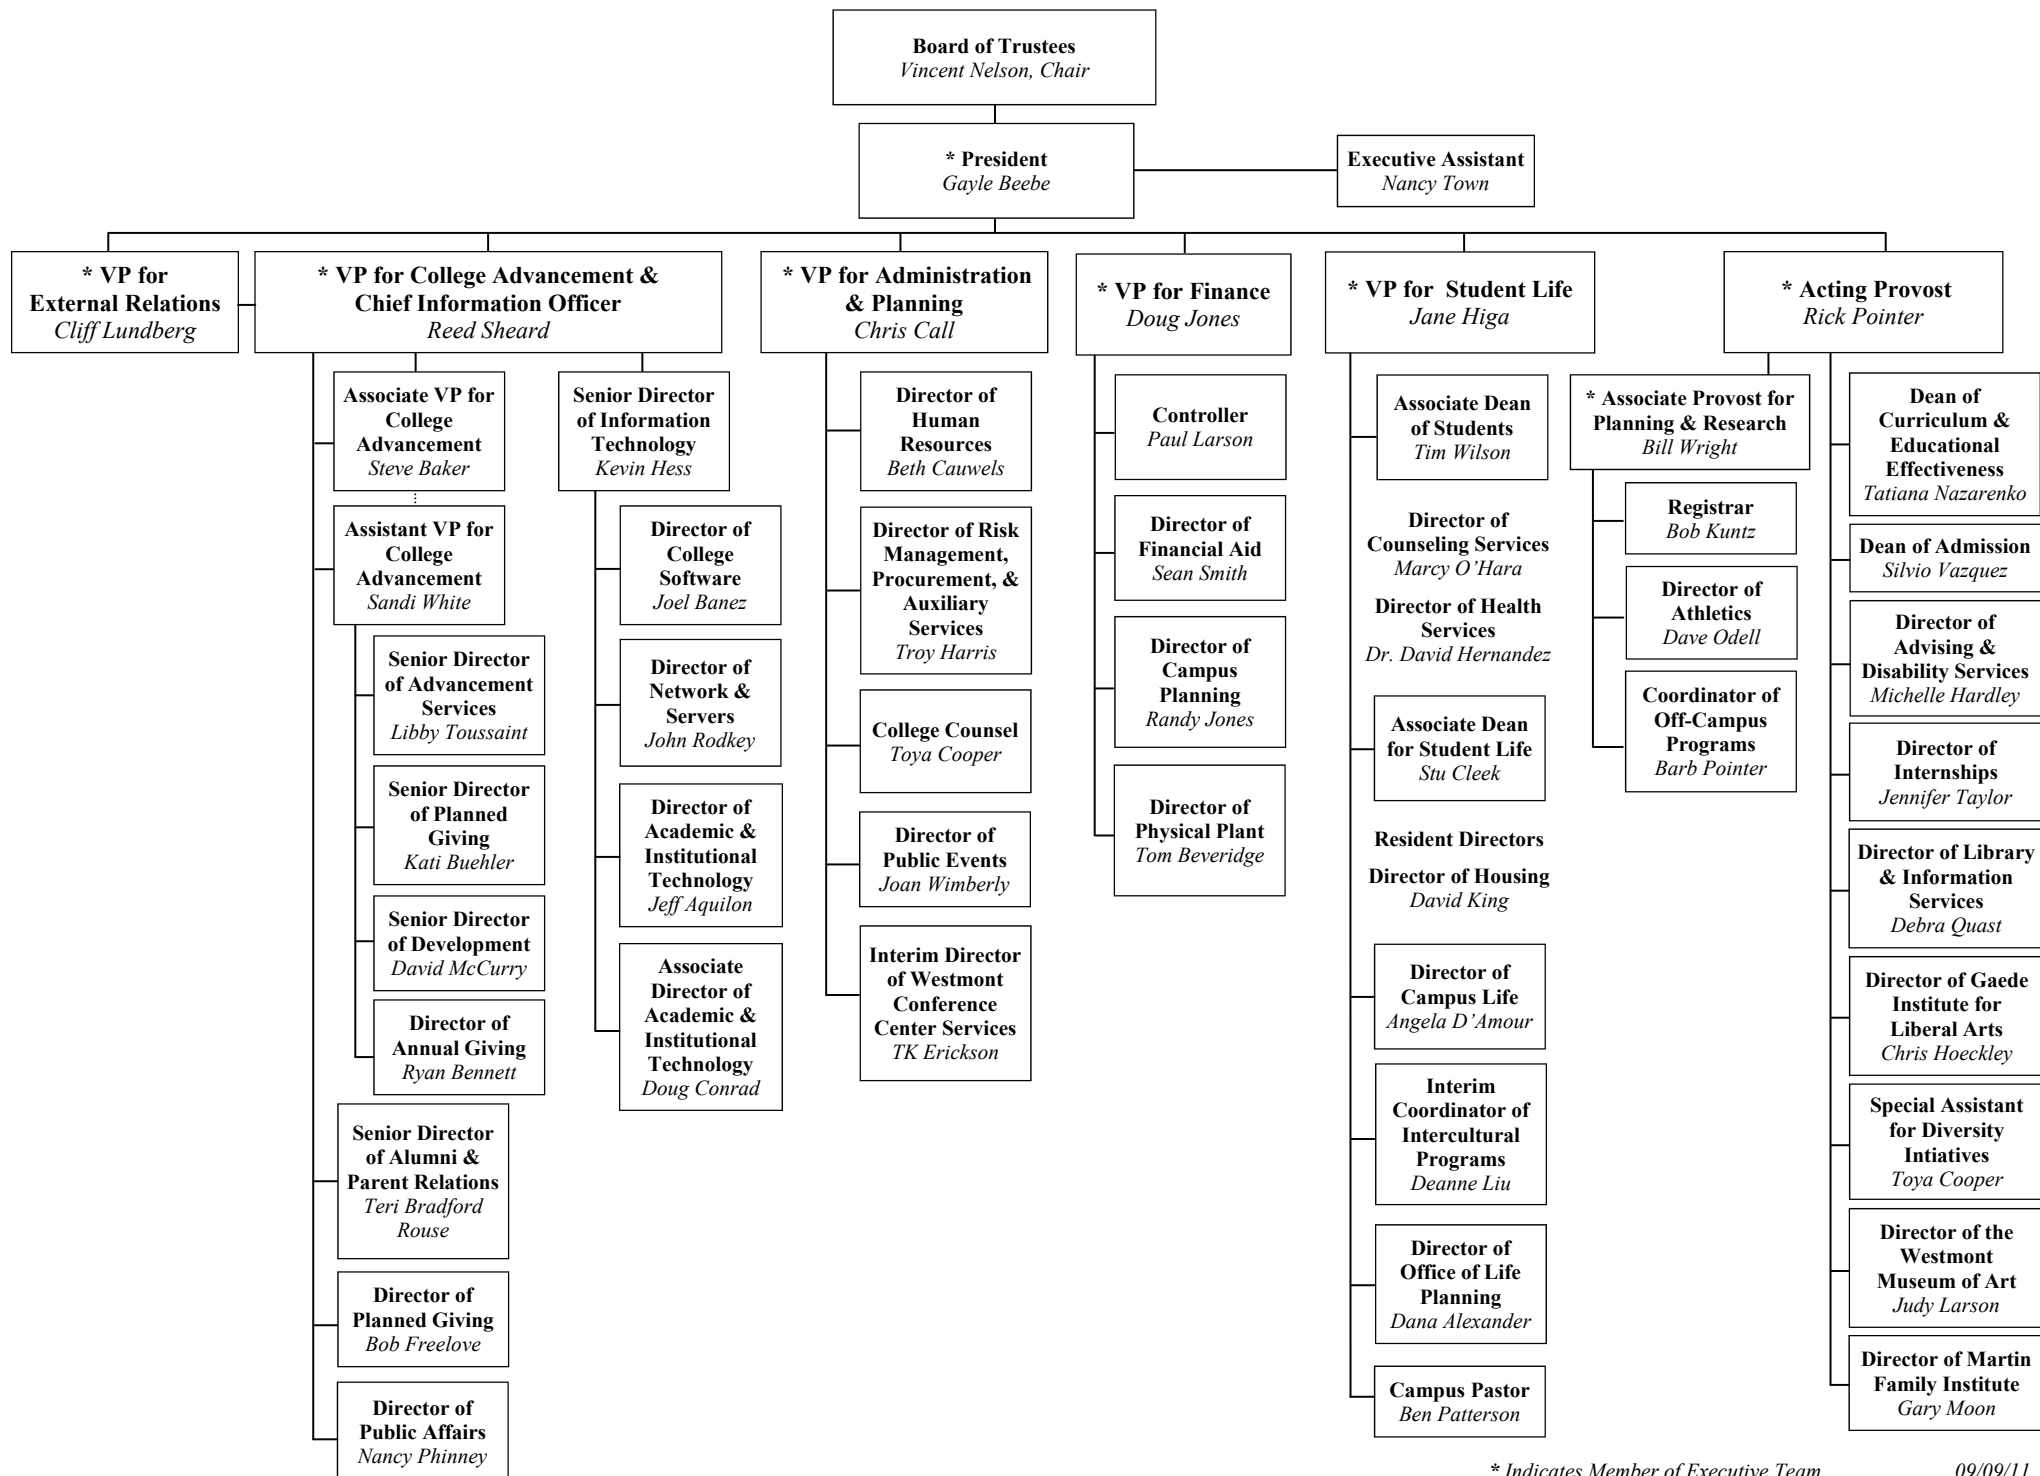 Board of Trustees
Vincent Nelson, Chair
* President
Gayle Beebe
Executive Assistant
Nancy Town
* VP for
External Relations
Cliff Lundberg
* VP for College Advancement &
Chief Information Officer
Reed Sheard
* VP for Administration
& Planning
Chris Call
* VP for Finance
Doug Jones
* VP for Student Life
Jane Higa
* Acting Provost
Rick Pointer
Associate VP for
College
Advancement
Steve Baker
Assistant VP for
College
Advancement
Sandi White
Senior Director
of Advancement
Services
Libby Toussaint
Senior Director
of Planned
Giving
Kati Buehler
Senior Director
of Development
David McCurry
Director of
Annual Giving
Ryan Bennett
Senior Director
of Alumni &
Parent Relations
Teri Bradford
Rouse
Director of
Planned Giving
Bob Freelove
Director of
Public Affairs
Nancy Phinney
Senior Director
of Information
Technology
Kevin Hess
Director of
College
Software
Joel Banez
Director of
Network &
Servers
John Rodkey
Director of
Academic &
Institutional
Technology
Jeff Aquilon
Associate
Director of
Academic &
Institutional
Technology
Doug Conrad
Director of
Human
Resources
Beth Cauwels
Director of Risk
Management,
Procurement, &
Auxiliary
Services
Troy Harris
College Counsel
Toya Cooper
Director of
Public Events
Joan Wimberly
Interim Director
of Westmont
Conference
Center Services
TK Erickson
Controller
Paul Larson
Director of
Financial Aid
Sean Smith
Director of
Campus
Planning
Randy Jones
Director of
Physical Plant
Tom Beveridge
Associate Dean
of Students
Tim Wilson
Director of
Counseling Services
Marcy O’Hara
Director of Health
Services
Dr. David Hernandez
Associate Dean
for Student Life
Stu Cleek
Resident Directors
Director of Housing
David King
Director of
Campus Life
Angela D’Amour
Interim
Coordinator of
Intercultural
Programs
Deanne Liu
Director of
Office of Life
Planning
Dana Alexander
Campus Pastor
Ben Patterson
* Associate Provost for
Planning & Research
Bill Wright
Registrar
Bob Kuntz
Director of
Athletics
Dave Odell
Coordinator of
Off-Campus
Programs
Barb Pointer
Dean of
Curriculum &
Educational
Effectiveness
Tatiana Nazarenko
Dean of Admission
Silvio Vazquez
Director of
Advising &
Disability Services
Michelle Hardley
Director of
Internships
Jennifer Taylor
Director of Library
& Information
Services
Debra Quast
Director of Gaede
Institute for
Liberal Arts
Chris Hoeckley
Special Assistant
for Diversity
Intiatives
Toya Cooper
Director of the
Westmont
Museum of Art
Judy Larson
Director of Martin
Family Institute
Gary Moon
* Indicates Member of Executive Team 09/09/11